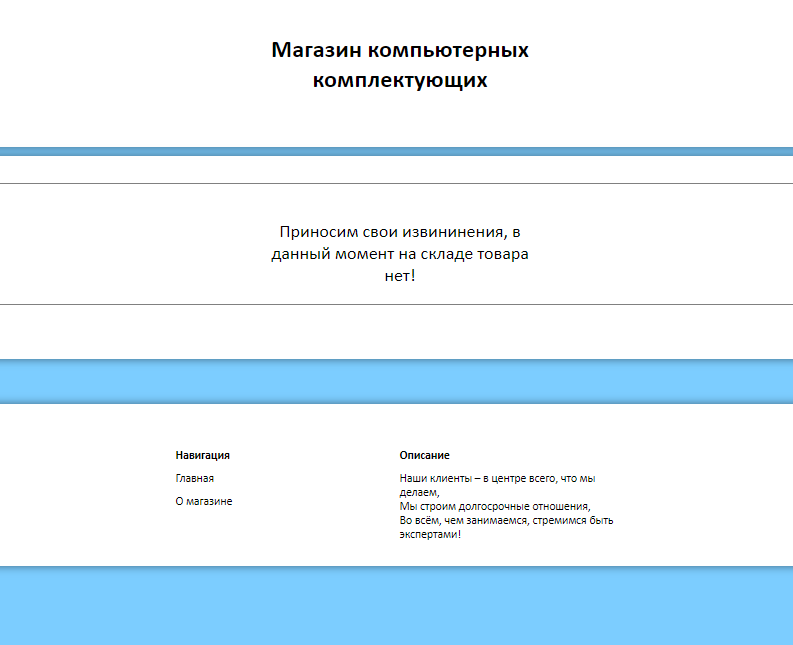 Магазин компьютерных
комплектующих
Приносим свои извининения, в
данный момент на складе товара
нет!
Навигация
Главная
О магазине
Описание
Наши клиенты – в центре всего, что мы
делаем,
Мы строим долгосрочные отношения,
Во всём, чем занимаемся, стремимся быть
экспертами!